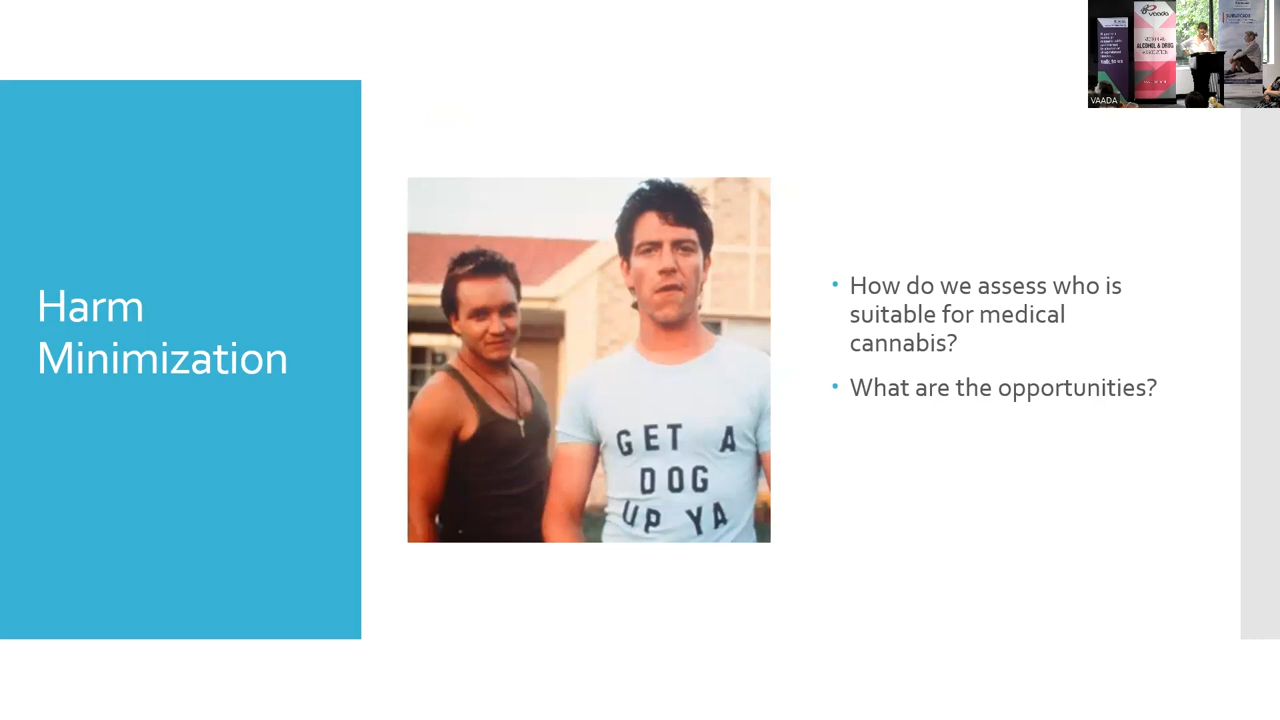 Harm
Minimization
GET A
DOG
UP YA
• How do we assess who is
suitable for medical
cannabis?
• What are the opportunities?
vaada
ALCOHOL & DRUG
VAADA